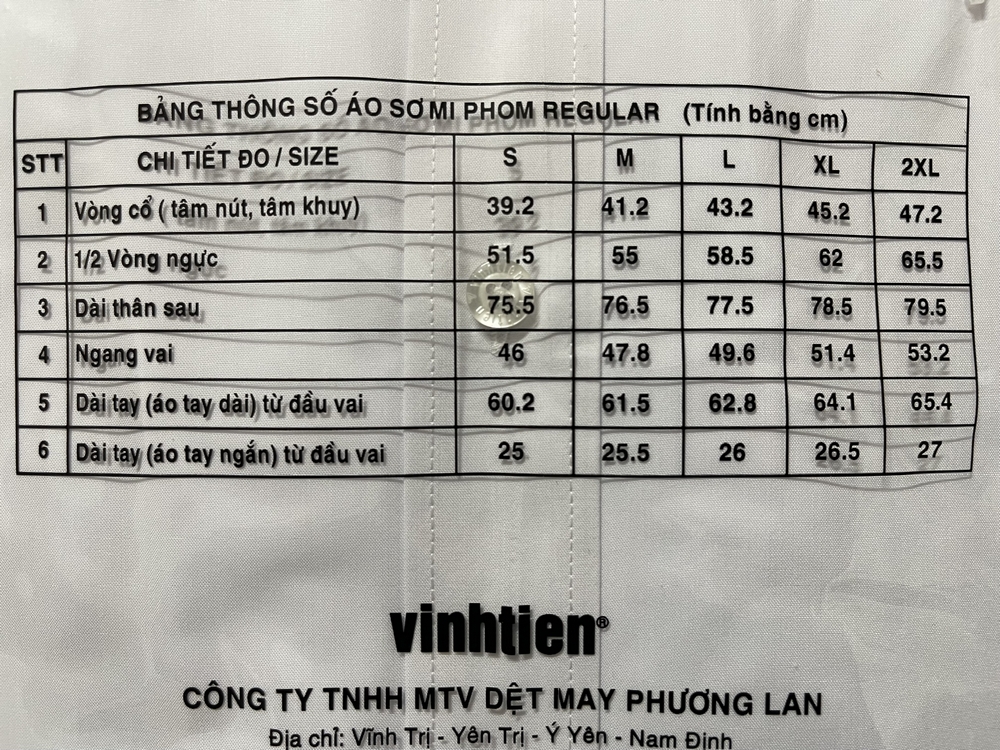 BẢNG THÔNG SỐ ÁO SƠ MI PHOM REGULAR (Tính bằng cm)
STT CHI TIẾT ĐO / SIZE S M L XL 2XL
1 Vòng cổ ( tâm nút, tâm khuy) 39.2 41.2 43.2 45.2 47.2
2 1/2 Vòng ngực 51.5 55 58.5 62 65.5
3 Dài thân sau 75.5 76.5 77.5 78.5 79.5
4 Ngang vai 46 47.8 49.6 51.4 53.2
5 Dài tay (áo tay dài) từ đầu vai 60.2 61.5 62.8 64.1 65.4
6 Dài tay (áo tay ngắn) từ đầu vai 25 25.5 26 26.5 27
vinhtien®
CÔNG TY TNHH MTV DỆT MAY PHƯƠNG LAN
Địa chỉ: Vĩnh Trị - Yên Trị - Ý Yên - Nam Định